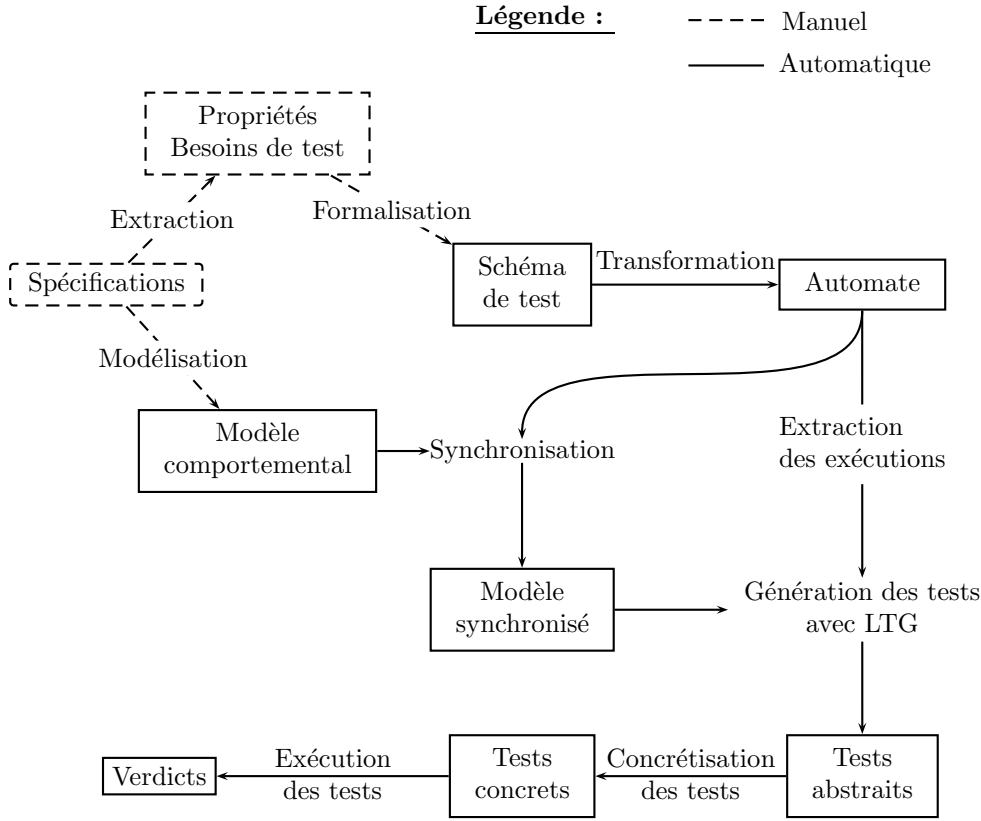 Légende :
Manuel
Automatique
Propriétés
Besoins de test
Extraction
Formalisation
Spécifications
Schéma
de test
Transformation
Automate
Modélisation
Modèle
comportemental
Synchronisation
Extraction
des exécutions
Modèle
synchronisé
Génération des tests
avec LTG
Verdicts
Exécution
des tests
Tests
concrets
Concrétisation
des tests
Tests
abstraits